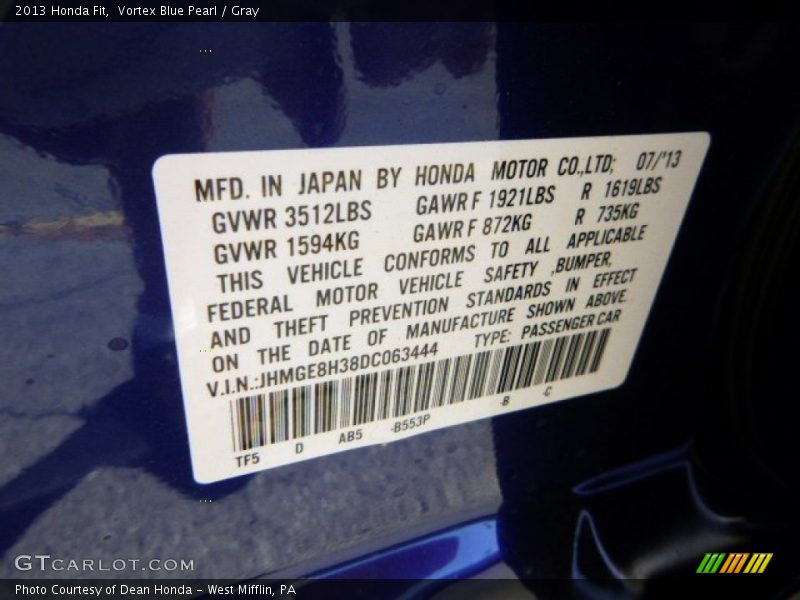 2013 Honda Fit,  Vortex Blue Pearl / Gray
MFD. IN JAPAN BY HONDA MOTOR CO.,LTD; 07/'13
GVWR 3512LBS GAWR F 1921LBS R 1619LBS
GVWR 1594KG GAWR F 872KG R 735KG
THIS VEHICLE CONFORMS TO ALL APPLICABLE
FEDERAL MOTOR VEHICLE SAFETY ,BUMPER,
AND THEFT PREVENTION STANDARDS IN EFFECT
ON THE DATE OF MANUFACTURE SHOWN ABOVE.
V.I.N.:JHMGE8H38DC063444 TYPE: PASSENGER CAR
TF5 D AB5 -B553P -B -C
GTCARLOT.COM
Photo Courtesy of Dean Honda - West Mifflin, PA